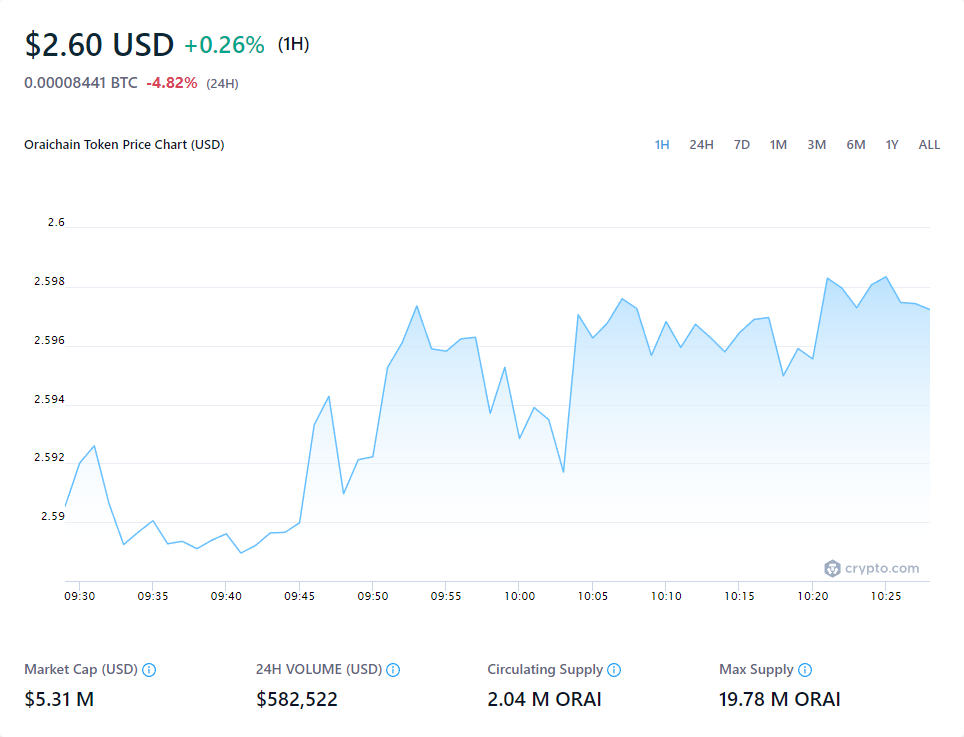 $2.60 USD +0.26% (1H)
0.00008441 BTC -4.82% (24H)
Oraichain Token Price Chart (USD) 1H 24H 7D 1M 3M 6M 1Y ALL
2.6
2.598
2.596
2.594
2.592
2.59
crypto.com
09:30 09:35 09:40 09:45 09:50 09:55 10:00 10:05 10:10 10:15 10:20 10:25
Market Cap (USD) 24H VOLUME (USD) Circulating Supply Max Supply
$5.31 M $582,522 2.04 M ORAI 19.78 M ORAI